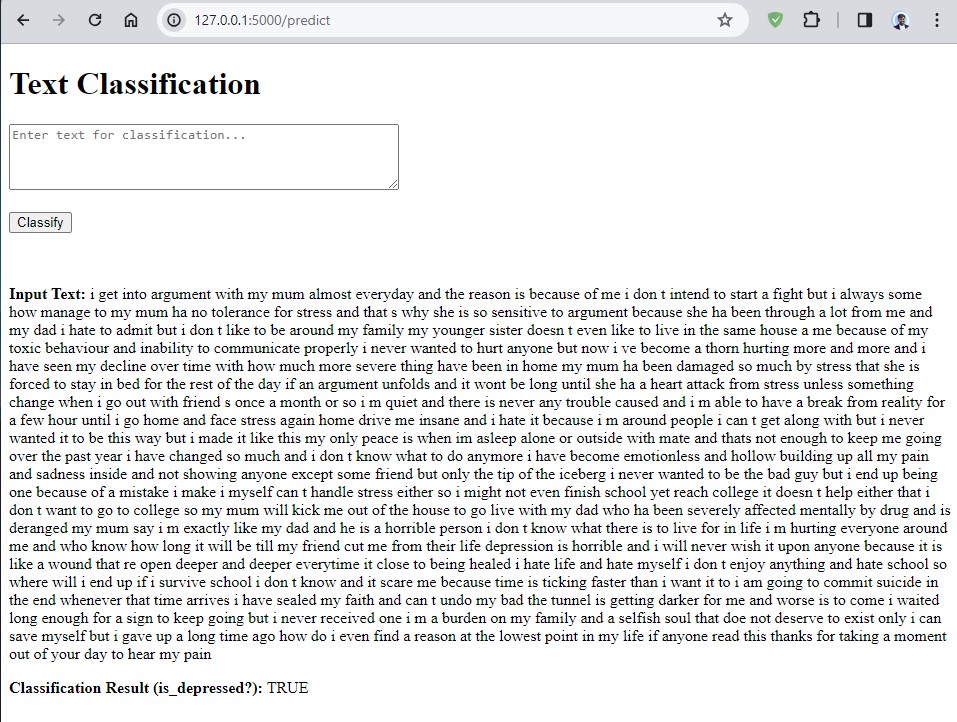 127.0.0.1:5000/predict
Text Classification
Enter text for classification...
Classify
Input Text: i get into argument with my mum almost everyday and the reason is because of me i don t intend to start a fight but i always some
how manage to my mum ha no tolerance for stress and that s why she is so sensitive to argument because she ha been through a lot from me and
my dad i hate to admit but i don t like to be around my family my younger sister doesn t even like to live in the same house a me because of my
toxic behaviour and inability to communicate properly i never wanted to hurt anyone but now i ve become a thorn hurting more and more and i
have seen my decline over time with how much more severe thing have been in home my mum ha been damaged so much by stress that she is
forced to stay in bed for the rest of the day if an argument unfolds and it wont be long until she ha a heart attack from stress unless something
change when i go out with friend s once a month or so i m quiet and there is never any trouble caused and i m able to have a break from reality for
a few hour until i go home and face stress again home drive me insane and i hate it because i m around people i can t get along with but i never
wanted it to be this way but i made it like this my only peace is when im asleep alone or outside with mate and thats not enough to keep me going
over the past year i have changed so much and i don t know what to do anymore i have become emotionless and hollow building up all my pain
and sadness inside and not showing anyone except some friend but only the tip of the iceberg i never wanted to be the bad guy but i end up being
one because of a mistake i make i myself can t handle stress either so i might not even finish school yet reach college it doesn t help either that i
don t want to go to college so my mum will kick me out of the house to go live with my dad who ha been severely affected mentally by drug and is
deranged my mum say i m exactly like my dad and he is a horrible person i don t know what there is to live for in life i m hurting everyone around
me and who know how long it will be till my friend cut me from their life depression is horrible and i will never wish it upon anyone because it is
like a wound that re open deeper and deeper everytime it close to being healed i hate life and hate myself i don t enjoy anything and hate school so
where will i end up if i survive school i don t know and it scare me because time is ticking faster than i want it to i am going to commit suicide in
the end whenever that time arrives i have sealed my faith and can t undo my bad the tunnel is getting darker for me and worse is to come i waited
long enough for a sign to keep going but i never received one i m a burden on my family and a selfish soul that doe not deserve to exist only i can
save myself but i gave up a long time ago how do i even find a reason at the lowest point in my life if anyone read this thanks for taking a moment
out of your day to hear my pain
Classification Result (is_depressed?): TRUE